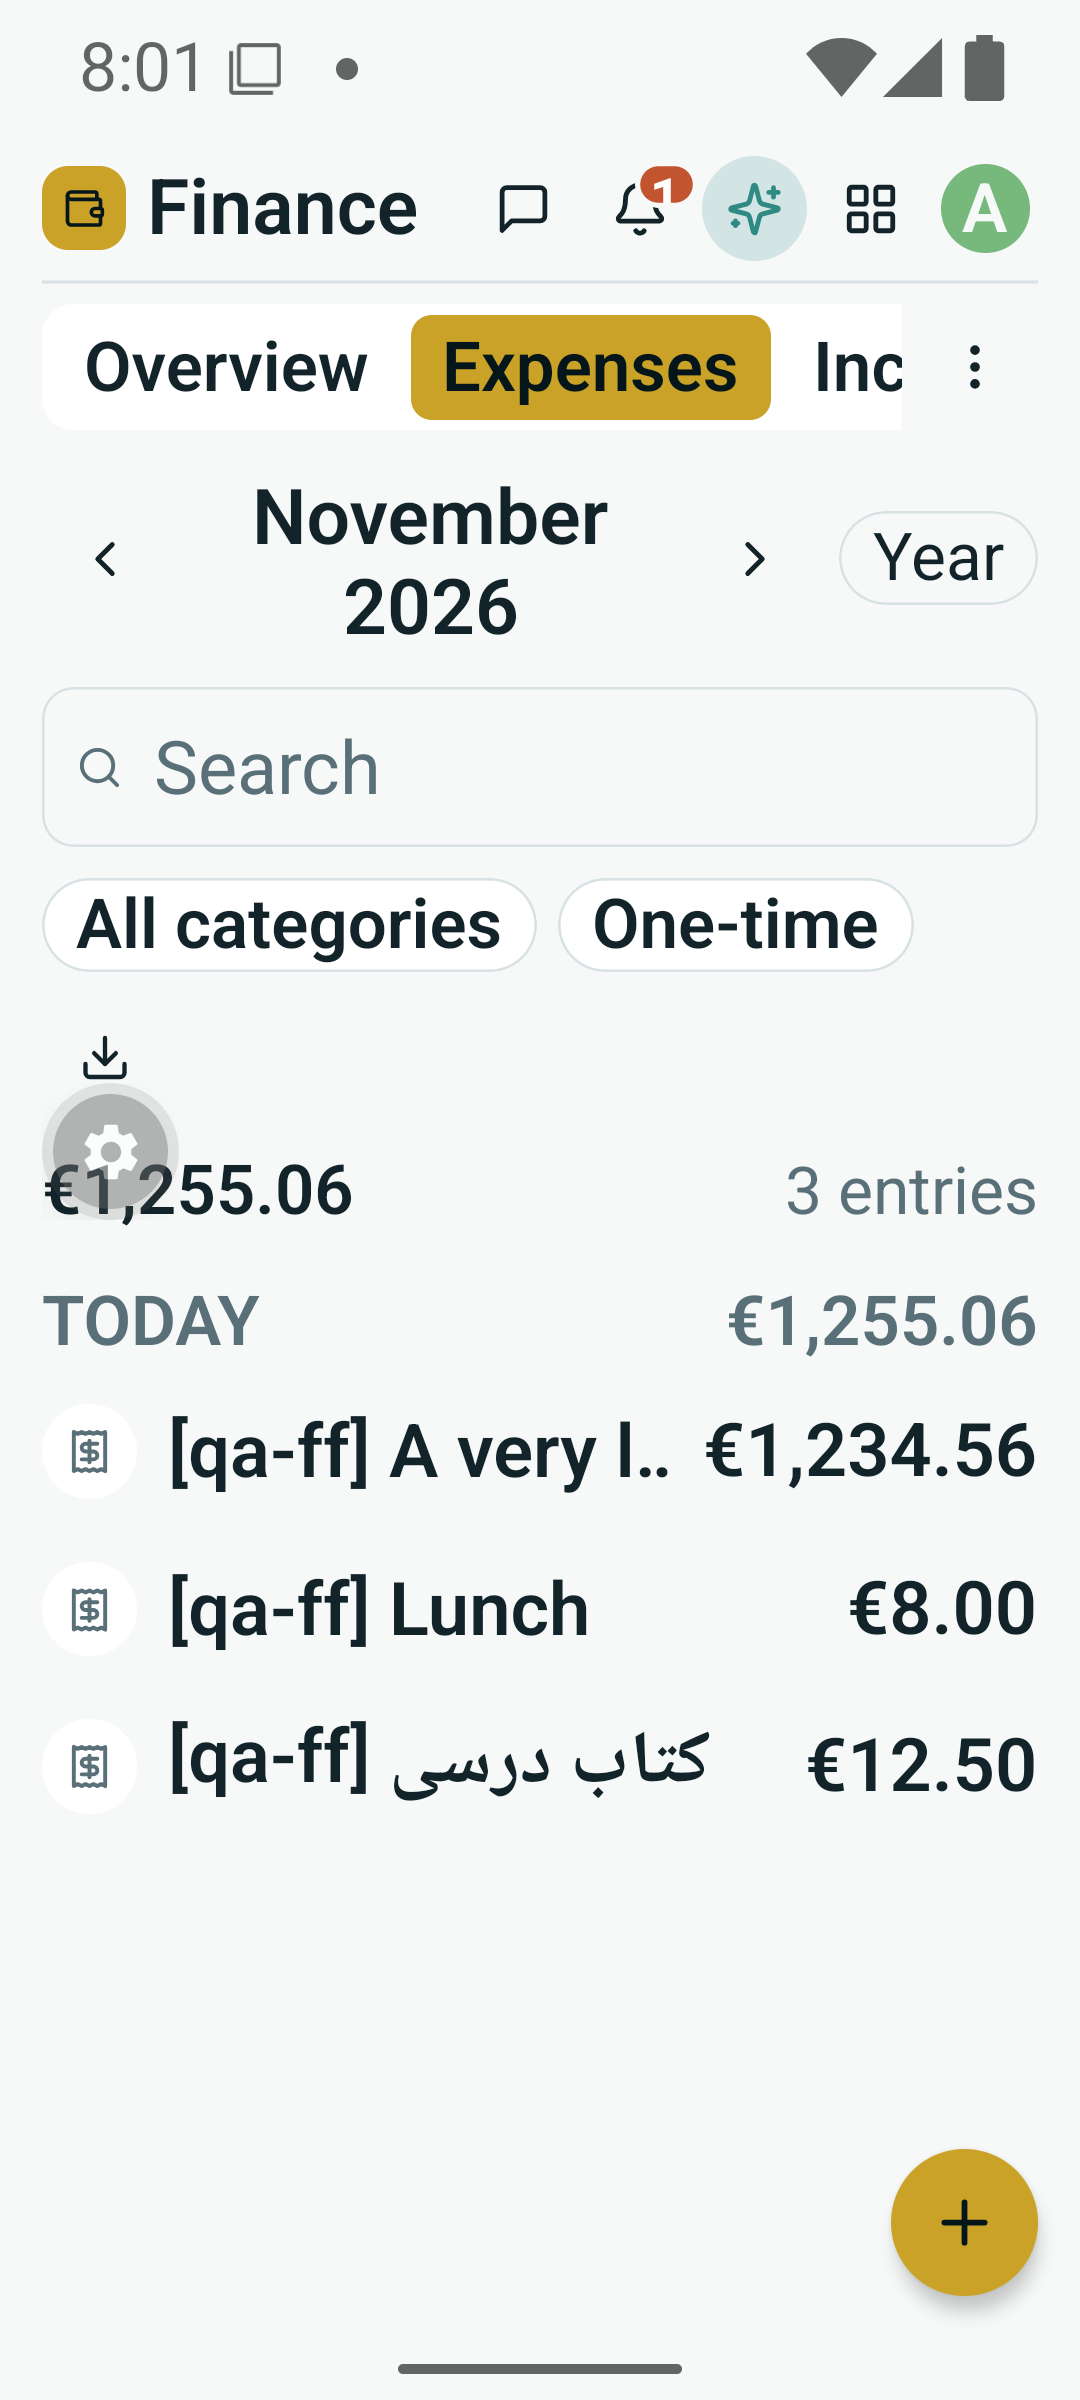 8:01
Finance
1
A
Overview Expenses Inc
November
2026
Year
Search
All categories One-time
€1,255.06 3 entries
TODAY €1,255.06
[qa-ff] A very l.. €1,234.56
[qa-ff] Lunch €8.00
[qa-ff] کتاب درسی €12.50